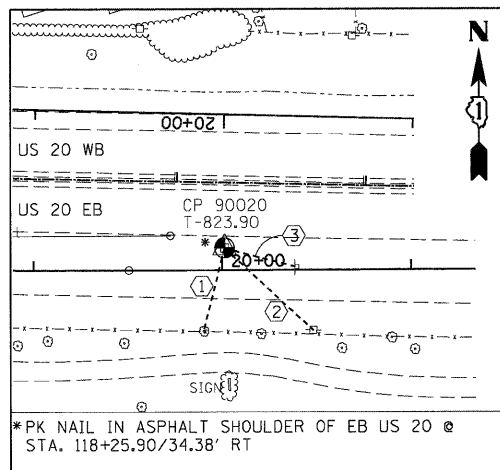 N
1
20+00
US 20 WB
US 20 EB
CP 90020
T-823.90
*
3
20+00
1
2
SIGN
*PK NAIL IN ASPHALT SHOULDER OF EB US 20 @
STA. 118+25.90/34.38' RT